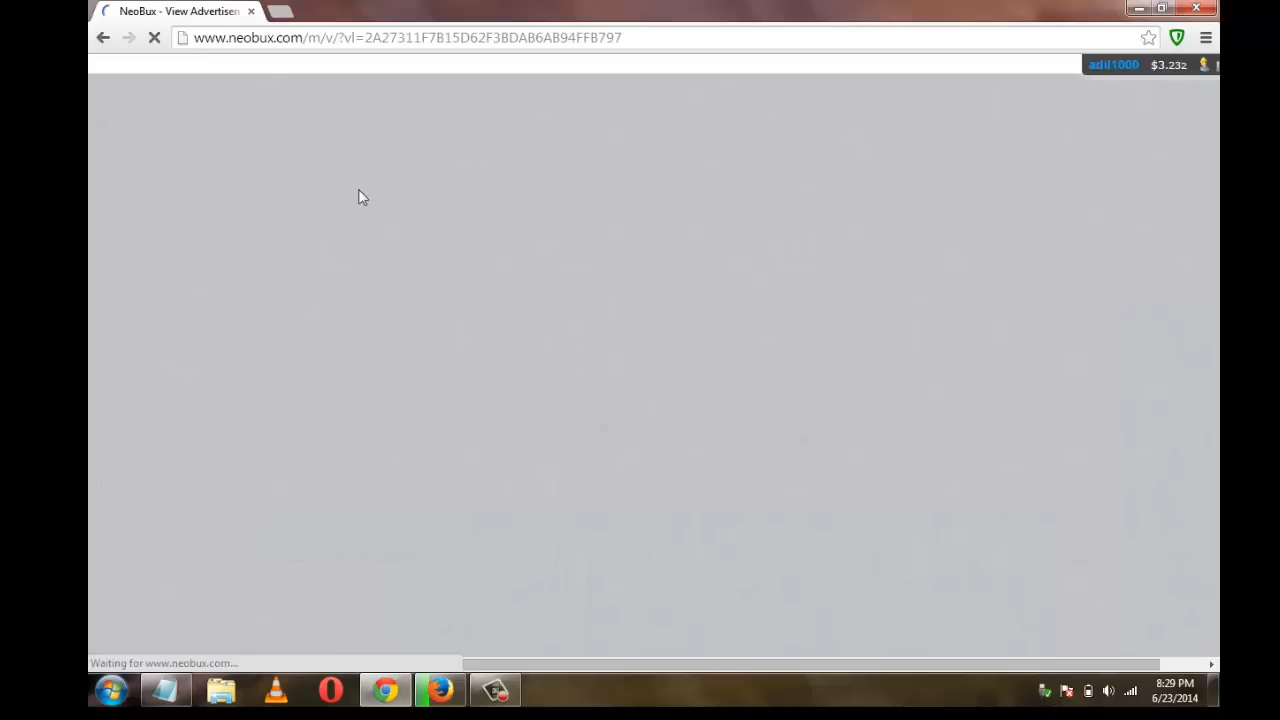 NeoBux - View Advertisen
www.neobux.com/m/v/?vl=2A27311F7B15D62F3BDAB6AB94FFB797
adil1000 $3.232
Waiting for www.neobux.com...
8:29 PM
6/23/2014